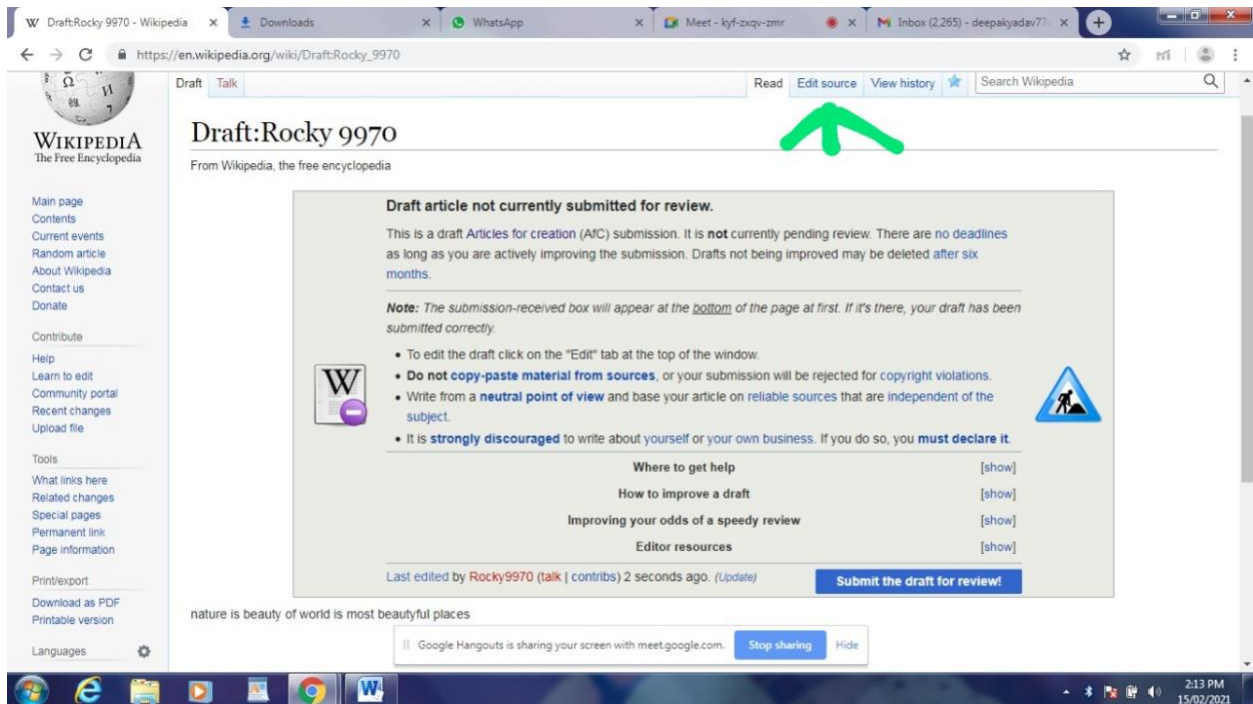 Draft:Rocky 9970 - Wikipedia
Downloads
WhatsApp
Meet - kyf-zxqv-zmr
Inbox (2,265) - deepakyadav77
https://en.wikipedia.org/wiki/Draft:Rocky_9970
Draft Talk
Read Edit source View history
Search Wikipedia
WIKIPEDIA
The Free Encyclopedia
Main page
Contents
Current events
Random article
About Wikipedia
Contact us
Donate
Contribute
Help
Learn to edit
Community portal
Recent changes
Upload file
Tools
What links here
Related changes
Special pages
Permanent link
Page information
Print/export
Download as PDF
Printable version
Languages
Draft:Rocky 9970
From Wikipedia, the free encyclopedia
Draft article not currently submitted for review.
This is a draft Articles for creation (AfC) submission. It is not currently pending review. There are no deadlines
as long as you are actively improving the submission. Drafts not being improved may be deleted after six
months.
Note: The submission-received box will appear at the bottom of the page at first. If it's there, your draft has been
submitted correctly.
• To edit the draft click on the "Edit" tab at the top of the window.
• Do not copy-paste material from sources, or your submission will be rejected for copyright violations.
• Write from a neutral point of view and base your article on reliable sources that are independent of the
subject.
• It is strongly discouraged to write about yourself or your own business. If you do so, you must declare it.
Where to get help [show]
How to improve a draft [show]
Improving your odds of a speedy review [show]
Editor resources [show]
Last edited by Rocky9970 (talk | contribs) 2 seconds ago. (Update)
Submit the draft for review!
nature is beauty of world is most beautyful places
Google Hangouts is sharing your screen with meet.google.com. Stop sharing Hide
2:13 PM
15/02/2021